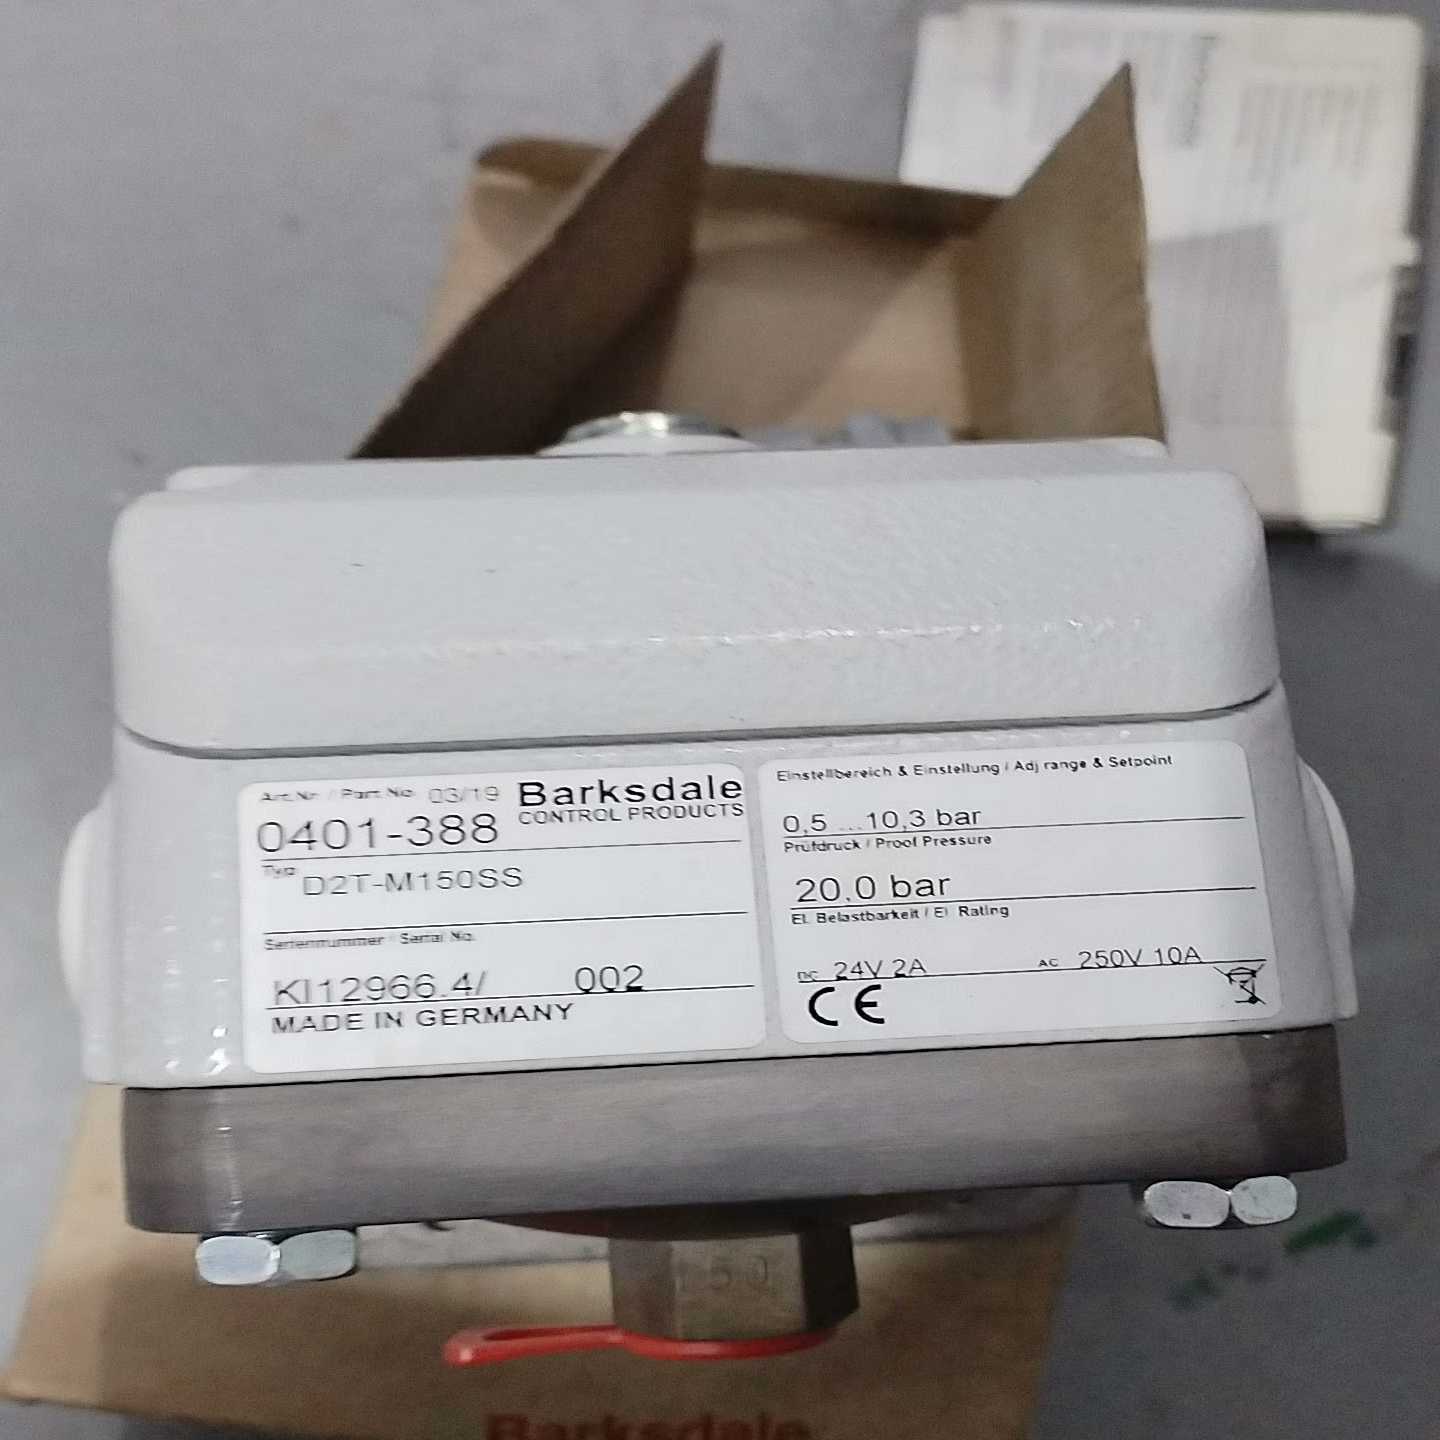 Art.Nr. / Part No. 03/19
Barksdale
CONTROL PRODUCTS
0401-388
Typ
D2T-M150SS
Seriennummer / Serial No.
KI12966.4/ 002
MADE IN GERMANY
Einstellbereich & Einstellung / Adj range & Setpoint
0,5 ...10,3 bar
Prüfdruck / Proof Pressure
20,0 bar
El. Belastbarkeit / El. Rating
DC 24V 2A AC 250V 10A
CE
150
Barksdale